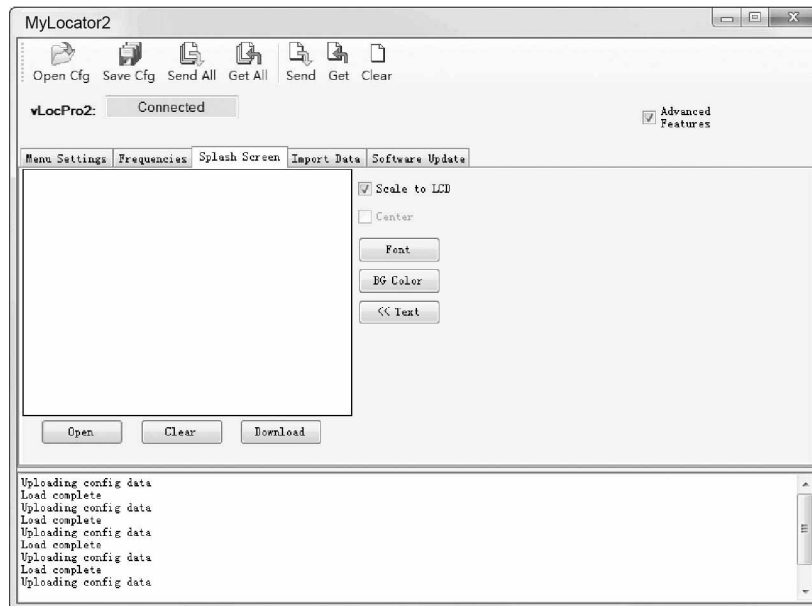 MyLocator2
Open Cfg Save Cfg Send All Get All Send Get Clear
vLocPro2: Connected
Advanced
Features
Menu Settings Frequencies Splash Screen Import Data Software Update
Scale to LCD
Center
Font
BG Color
<< Text
Open Clear Download
Uploading config data
Load complete
Uploading config data
Load complete
Uploading config data
Load complete
Uploading config data
Load complete
Uploading config data